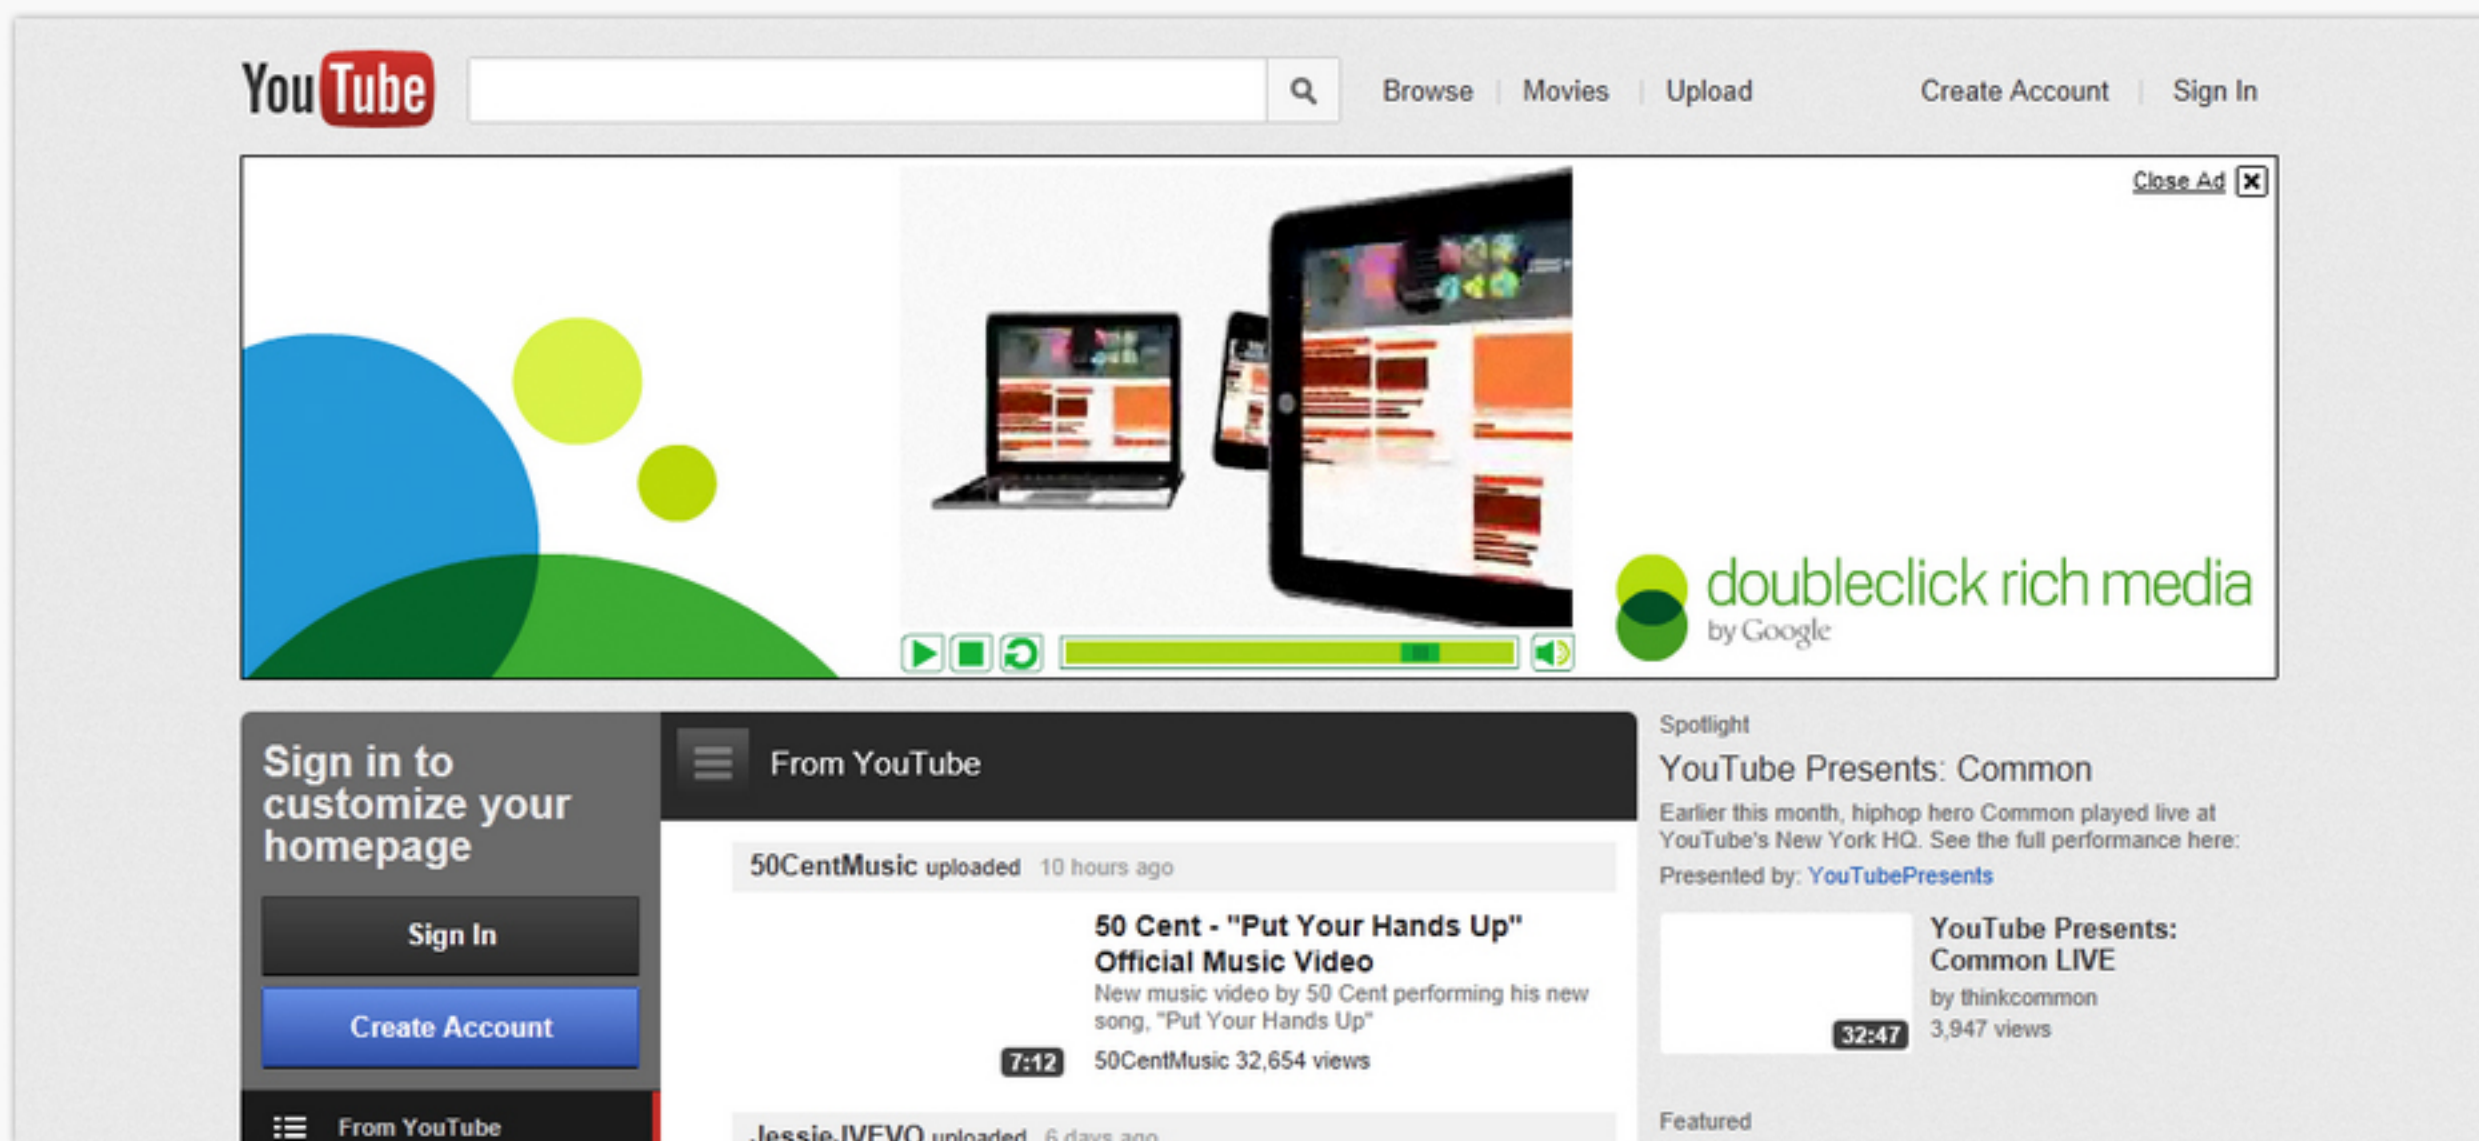 YouTube
Browse
Movies
Upload
Create Account
Sign In
Close Ad
doubleclick rich media
by Google
Sign in to
customize your
homepage
Sign In
Create Account
From YouTube
From YouTube
50CentMusic uploaded 10 hours ago
50 Cent - "Put Your Hands Up"
Official Music Video
New music video by 50 Cent performing his new
song, "Put Your Hands Up"
7:12
50CentMusic 32,654 views
JessieJVEVO uploaded 6 days ago
Spotlight
YouTube Presents: Common
Earlier this month, hiphop hero Common played live at
YouTube's New York HQ. See the full performance here:
Presented by: YouTubePresents
YouTube Presents:
Common LIVE
by thinkcommon
32:47
3,947 views
Featured